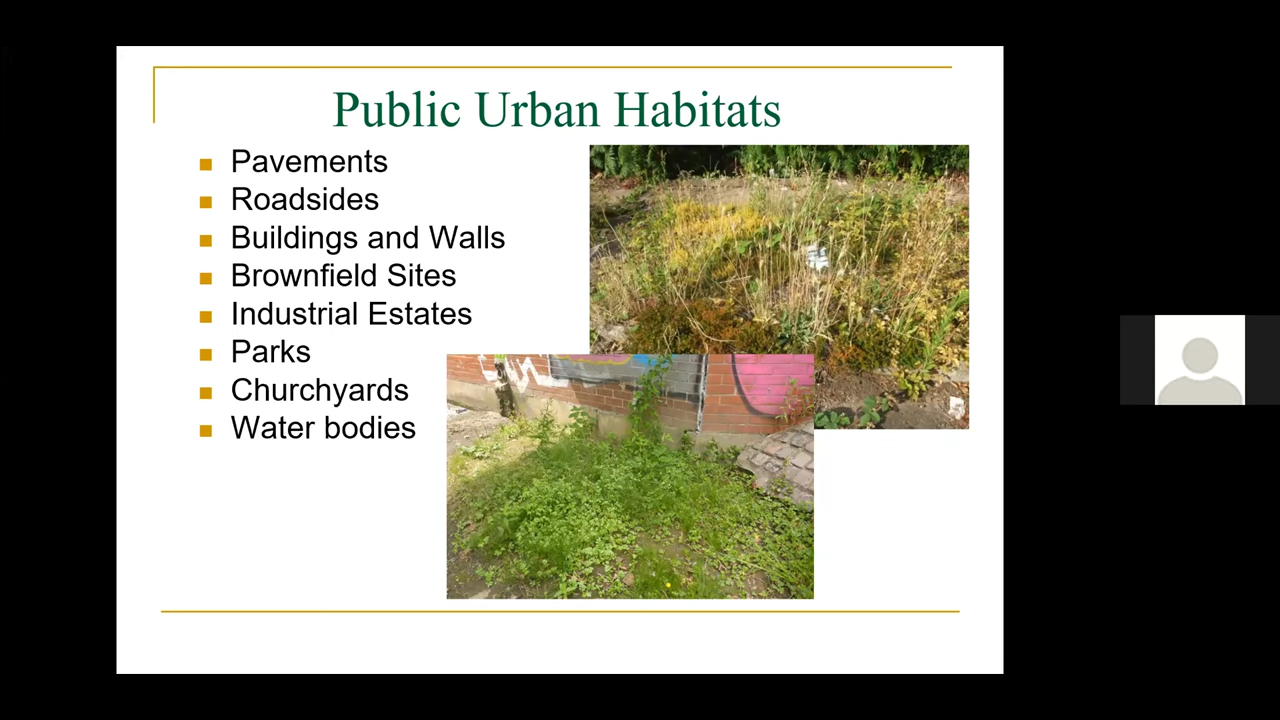 Public Urban Habitats
Pavements
Roadsides
Buildings and Walls
Brownfield Sites
Industrial Estates
Parks
Churchyards
Water bodies